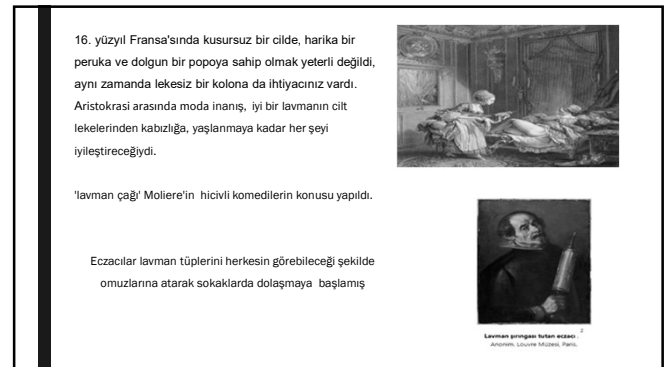 16. yüzyıl Fransa'sında kusursuz bir cilde, harika bir
peruka ve dolgun bir popoya sahip olmak yeterli değildi,
aynı zamanda lekesiz bir kolona da ihtiyacınız vardı.
Aristokrasi arasında moda inanış, iyi bir lavmanın cilt
lekelerinden kabızlığa, yaşlanmaya kadar her şeyi
iyileştireceğiydi.
'lavman çağı' Moliere'in hicivli komedilerin konusu yapıldı.
Eczacılar lavman tüplerini herkesin görebileceği şekilde
omuzlarına atarak sokaklarda dolaşmaya başlamış
2
Lavman şırıngası tutan eczacı.
Anonim. Louvre Müzesi, Paris.